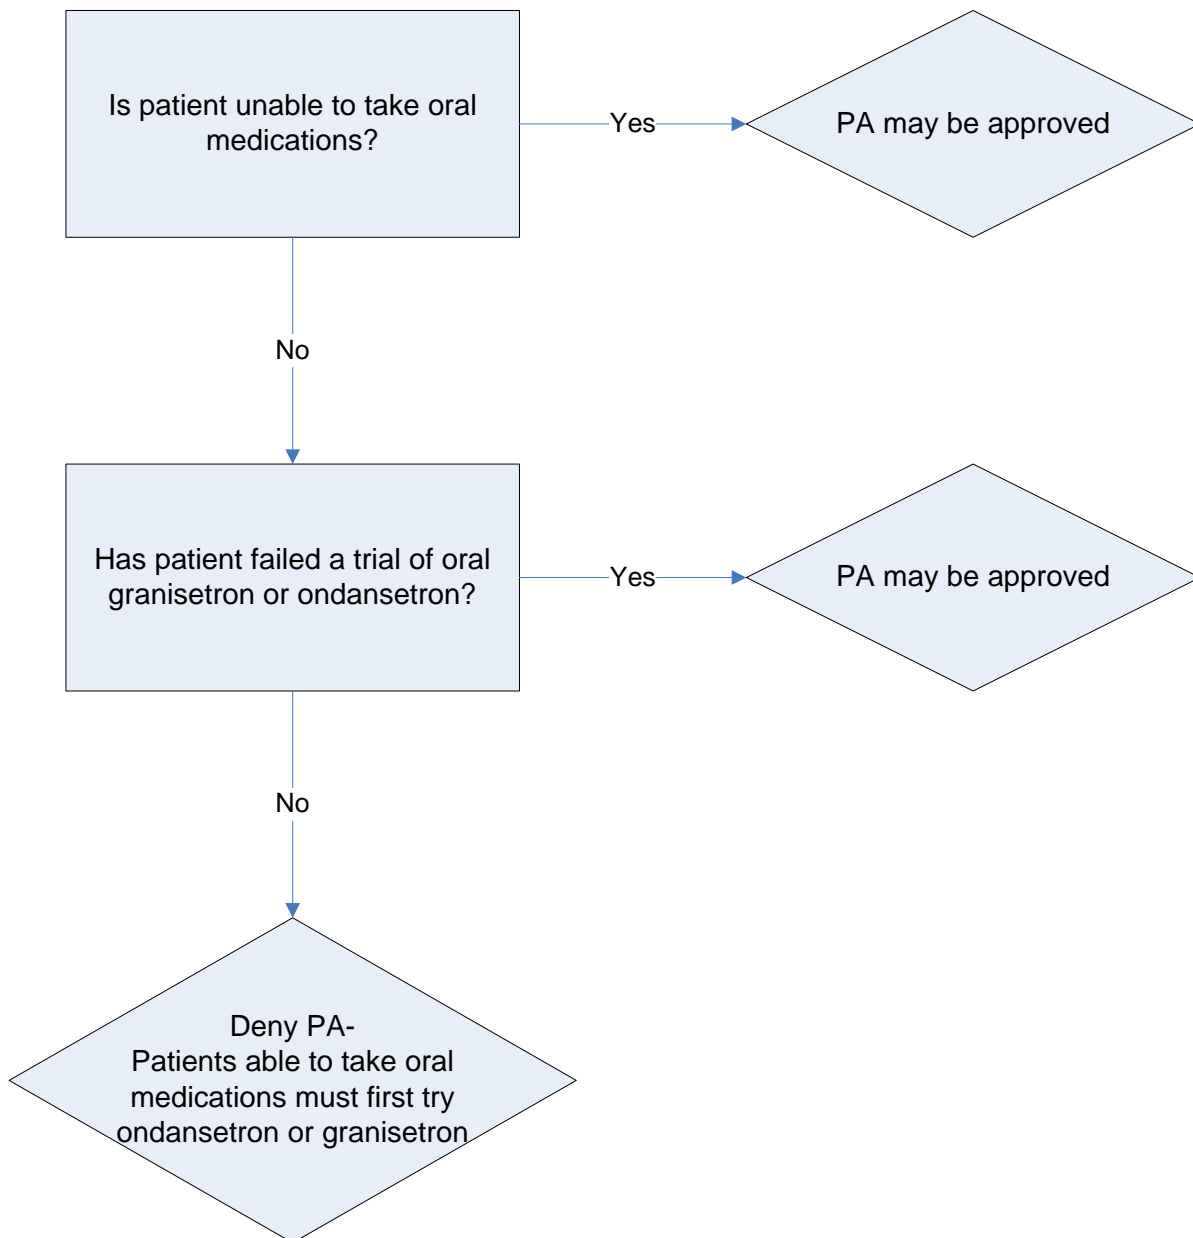 Is patient unable to take oral
medications?
Yes
PA may be approved
No
Has patient failed a trial of oral
granisetron or ondansetron?
Yes
PA may be approved
No
Deny PA-
Patients able to take oral
medications must first try
ondansetron or granisetron